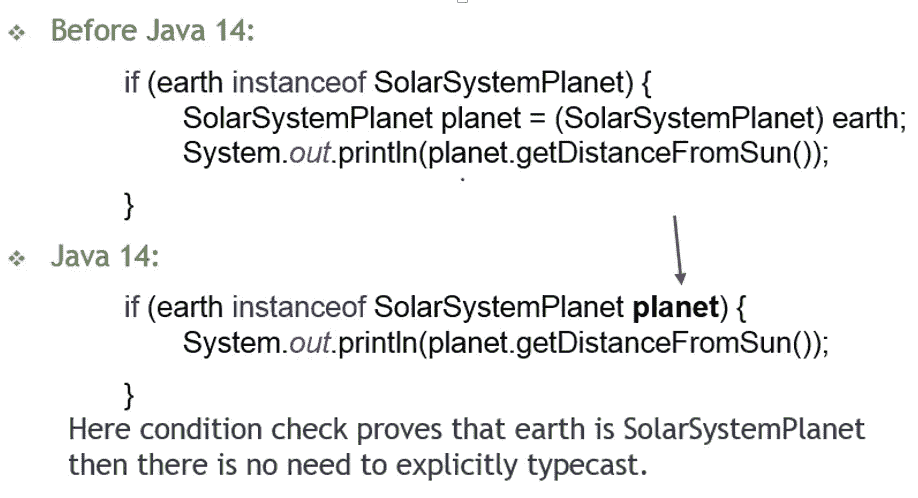 ❖ Before Java 14:
if (earth instanceof SolarSystemPlanet) {
SolarSystemPlanet planet = (SolarSystemPlanet) earth;
System.out.println(planet.getDistanceFromSun());
}
❖ Java 14:
if (earth instanceof SolarSystemPlanet planet) {
System.out.println(planet.getDistanceFromSun());
}
Here condition check proves that earth is SolarSystemPlanet
then there is no need to explicitly typecast.